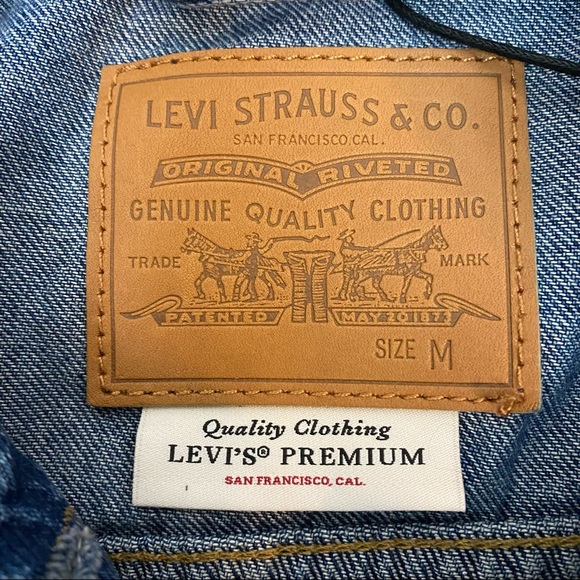 LEVI STRAUSS & CO.
SAN FRANCISCO, CAL.
ORIGINAL RIVETED
GENUINE QUALITY CLOTHING
TRADE MARK
PATENTED MAY 20 1873
SIZE M
Quality Clothing
LEVI'S® PREMIUM
SAN FRANCISCO, CAL.